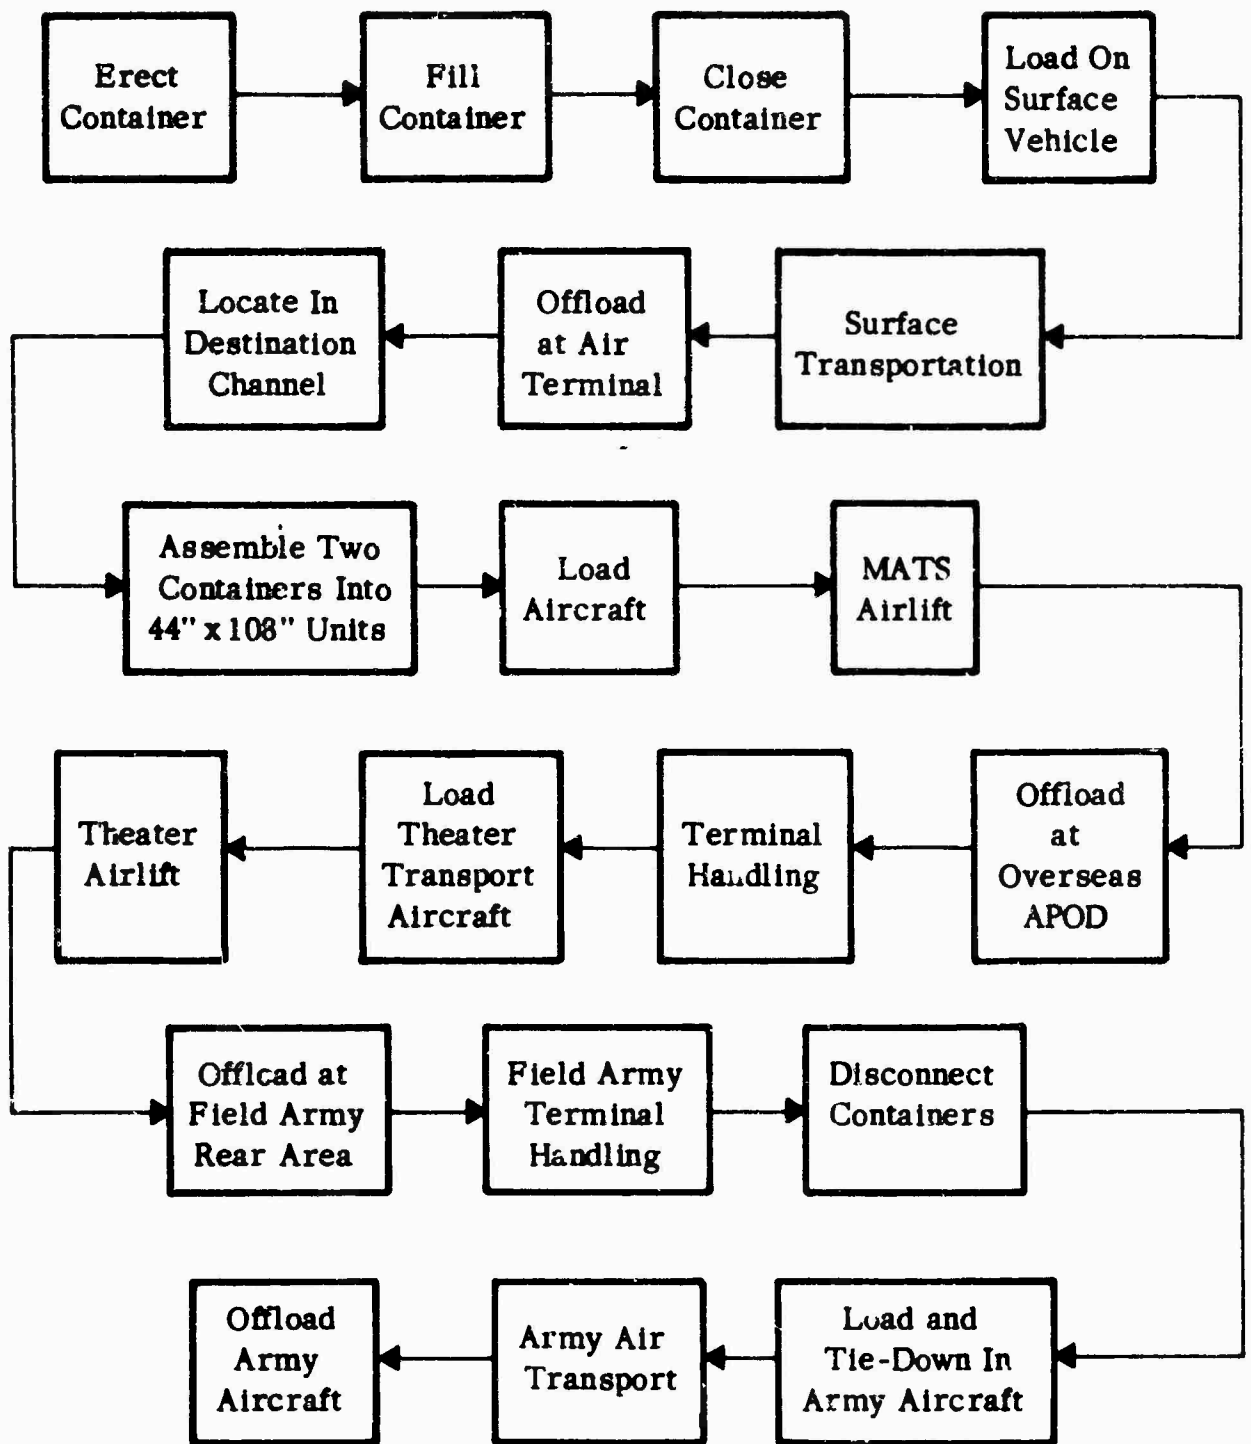 Erect
Container
Fill
Container
Close
Container
Load On
Surface
Vehicle
Locate In
Destination
Channel
Offload
at Air
Terminal
Surface
Transportation
Assemble Two
Containers Into
44" x 108" Units
Load
Aircraft
MATS
Airlift
Theater
Airlift
Load
Theater
Transport
Aircraft
Terminal
Handling
Offload
at
Overseas
APOD
Offload at
Field Army
Rear Area
Field Army
Terminal
Handling
Disconnect
Containers
Offload
Army
Aircraft
Army Air
Transport
Load and
Tie-Down In
Army Aircraft